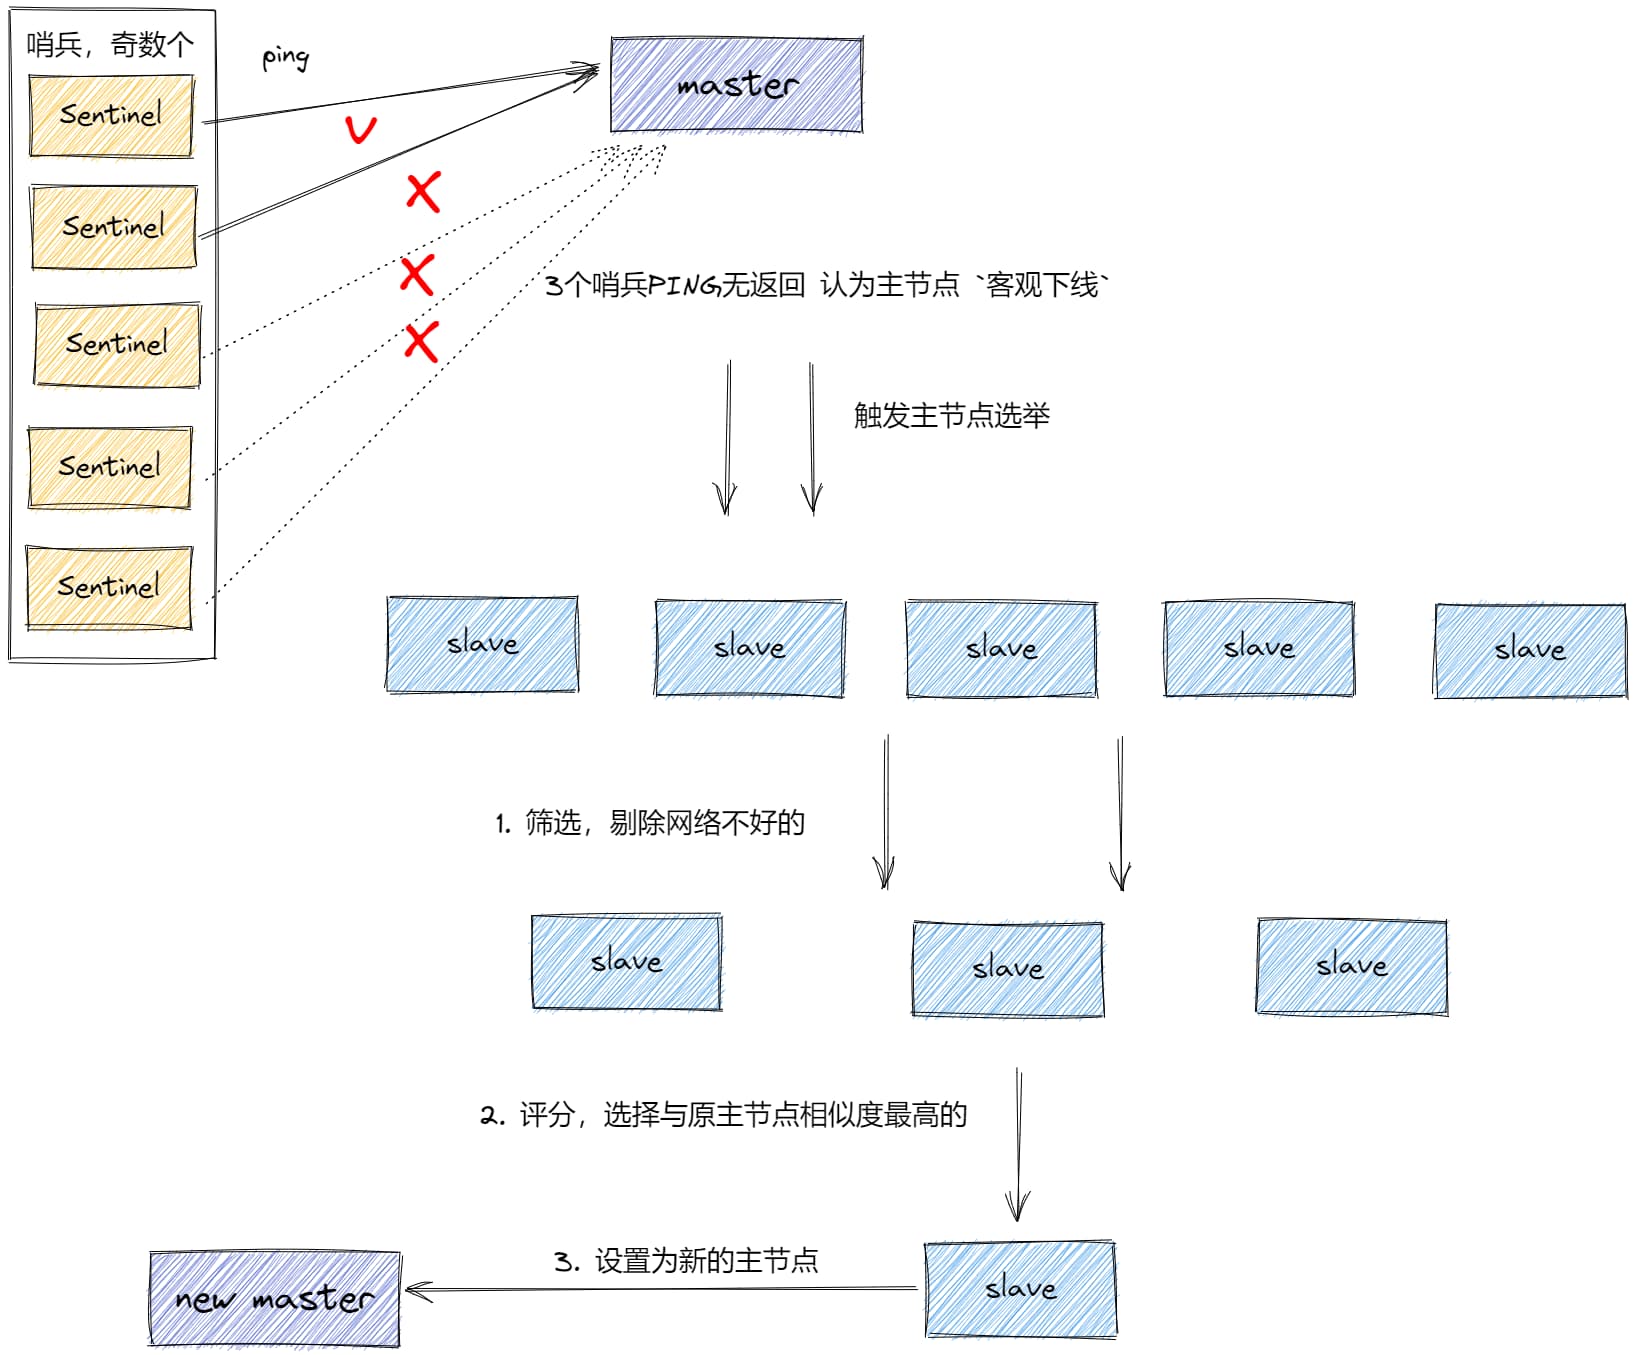 哨兵，奇数个
ping
Sentinel
master
Sentinel
3个哨兵PING无返回 认为主节点 `客观下线`
Sentinel
触发主节点选举
Sentinel
Sentinel
slave
slave
slave
slave
slave
1. 筛选，剔除网络不好的
slave
slave
slave
2. 评分，选择与原主节点相似度最高的
3. 设置为新的主节点
new master
slave